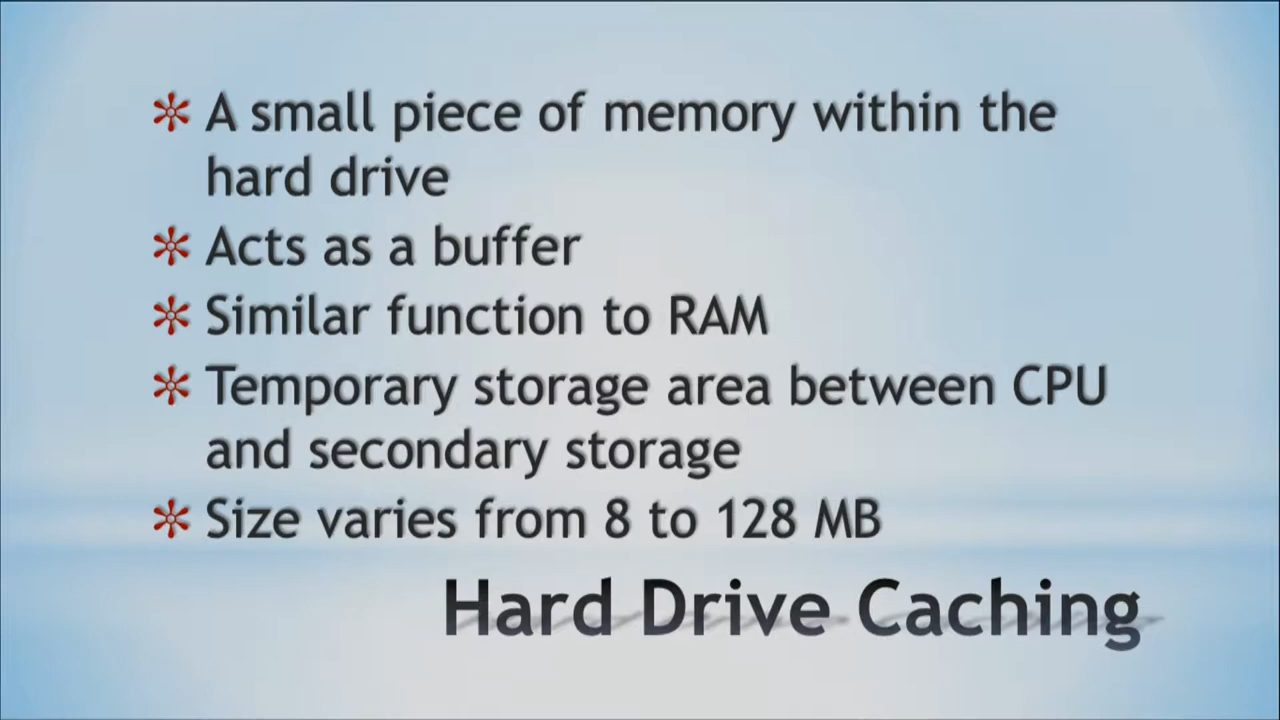 * A small piece of memory within the
hard drive
* Acts as a buffer
* Similar function to RAM
* Temporary storage area between CPU
and secondary storage
* Size varies from 8 to 128 MB
Hard Drive Caching